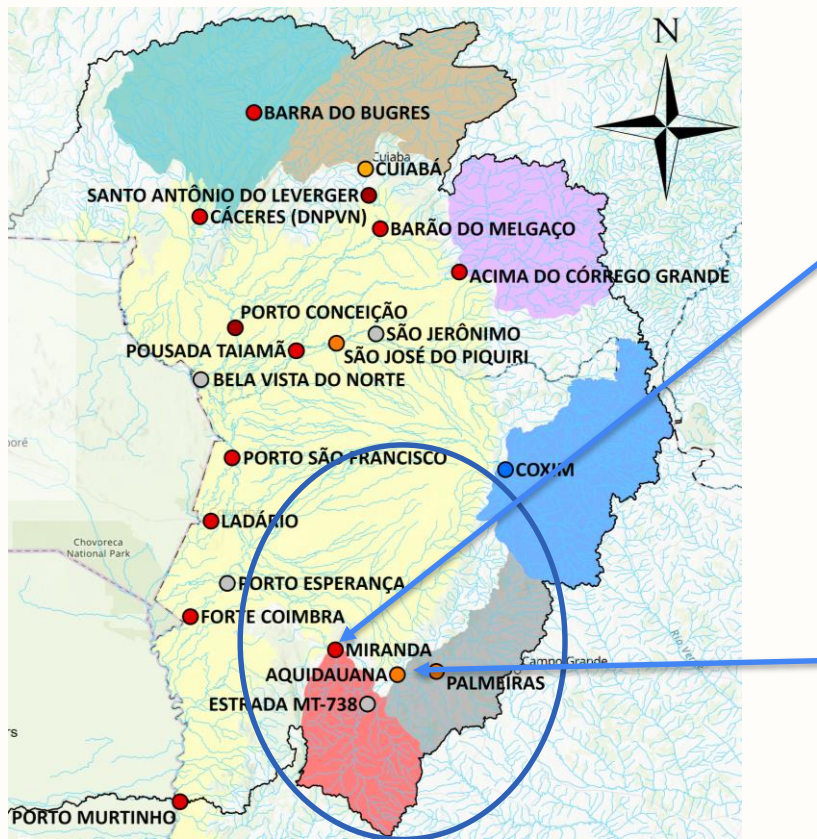 N
BARRA DO BUGRES
Cuiaba
CUIABÁ
SANTO ANTÔNIO DO LEVERGER
CÁCERES (DNPVN)
BARÃO DO MELGAÇO
ACIMA DO CÓRREGO GRANDE
PORTO CONCEIÇÃO
SÃO JERÔNIMO
POUSADA TAIAMÃ
SÃO JOSÉ DO PIQUIRI
BELA VISTA DO NORTE
PORTO SÃO FRANCISCO
COXIM
LADÁRIO
Chovoreca
National Park
PORTO ESPERANÇA
FORTE COIMBRA
MIRANDA
Campo Grande
AQUIDAUANA
PALMEIRAS
ESTRADA MT-738
PORTO MURTINHO